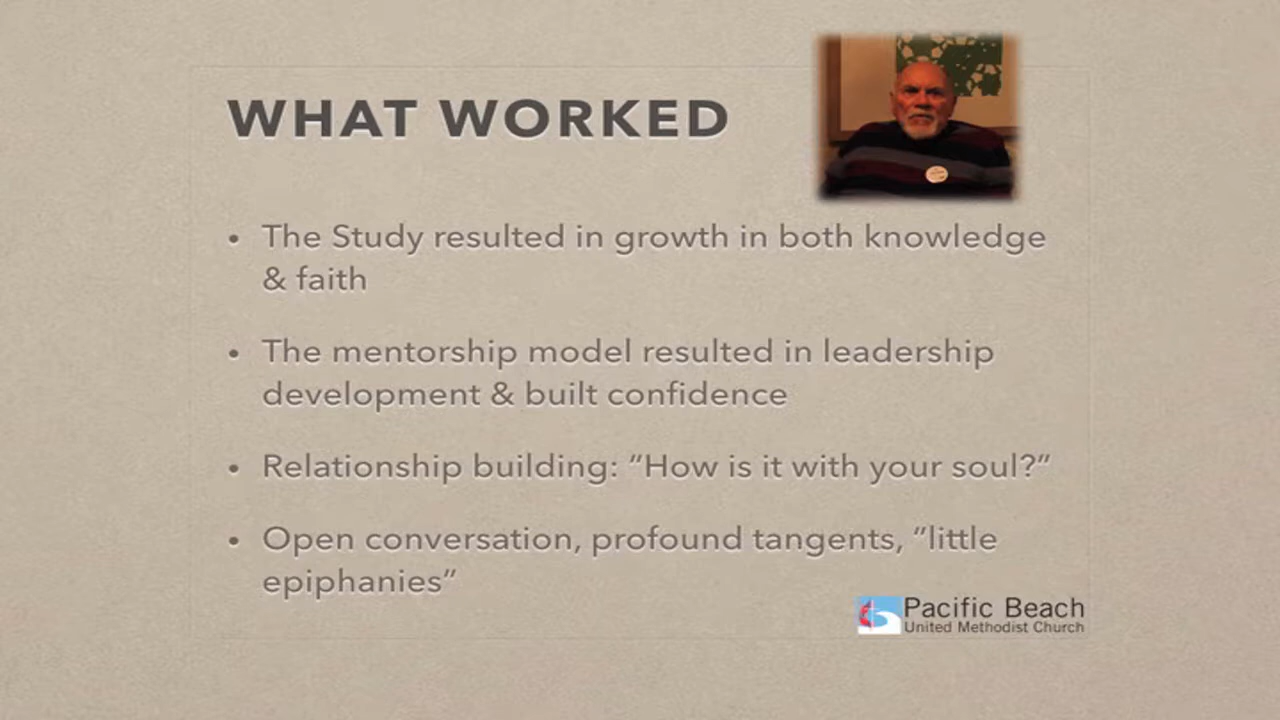 WHAT WORKED
• The Study resulted in growth in both knowledge
& faith
• The mentorship model resulted in leadership
development & built confidence
• Relationship building: “How is it with your soul?”
• Open conversation, profound tangents, “little
epiphanies”
Pacific Beach
United Methodist Church